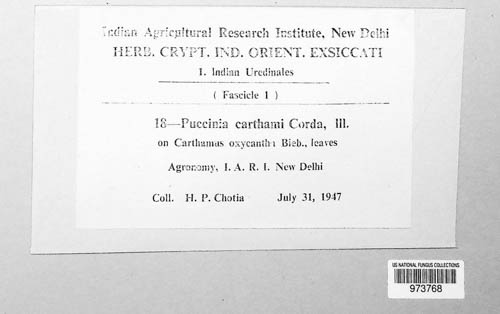 Indian Agricpltural Research Institute, New Delhi
HERB. CRYPT. IND. ORIENT. EXSICCATI
I. Indian Uredinales
( Fascicle 1 )
18—Puccinia carthami Corda, III.
on Carthamus oxycantha Bieb., leaves
Agronomy, I. A. R. I. New Delhi
Coll. H. P. Chotia July 31, 1947
US NATIONAL FUNGUS COLLECTIONS
973768